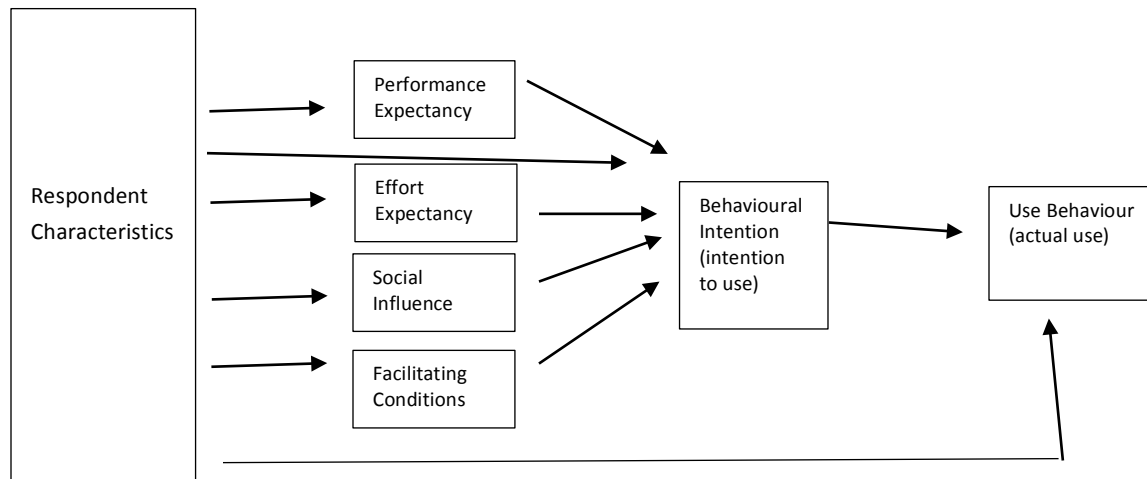 Respondent
Characteristics
Performance
Expectancy
Effort
Expectancy
Social
Influence
Facilitating
Conditions
Behavioural
Intention
(intention
to use)
Use Behaviour
(actual use)